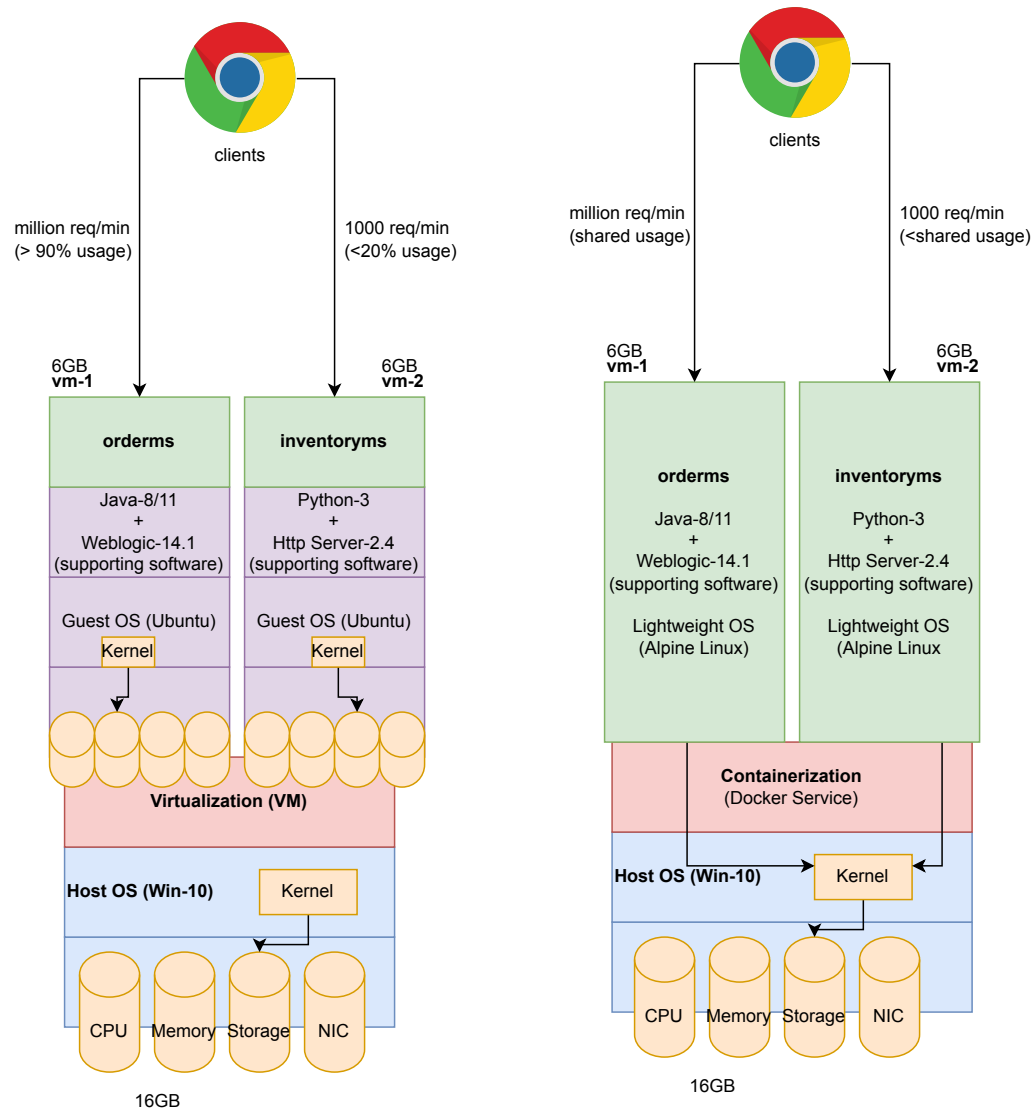 clients
million req/min
(> 90% usage)
1000 req/min
(<20% usage)
6GB
vm-1
6GB
vm-2
orderms
inventoryms
Java-8/11
+
Weblogic-14.1
(supporting software)
Python-3
+
Http Server-2.4
(supporting software)
Guest OS (Ubuntu)
Kernel
Guest OS (Ubuntu)
Kernel
Virtualization (VM)
Host OS (Win-10)
Kernel
CPU
Memory
Storage
NIC
16GB
clients
million req/min
(shared usage)
1000 req/min
(<shared usage)
6GB
vm-1
6GB
vm-2
orderms
Java-8/11
+
Weblogic-14.1
(supporting software)
Lightweight OS
(Alpine Linux)
inventoryms
Python-3
+
Http Server-2.4
(supporting software)
Lightweight OS
(Alpine Linux
Containerization
(Docker Service)
Host OS (Win-10)
Kernel
CPU
Memory
Storage
NIC
16GB